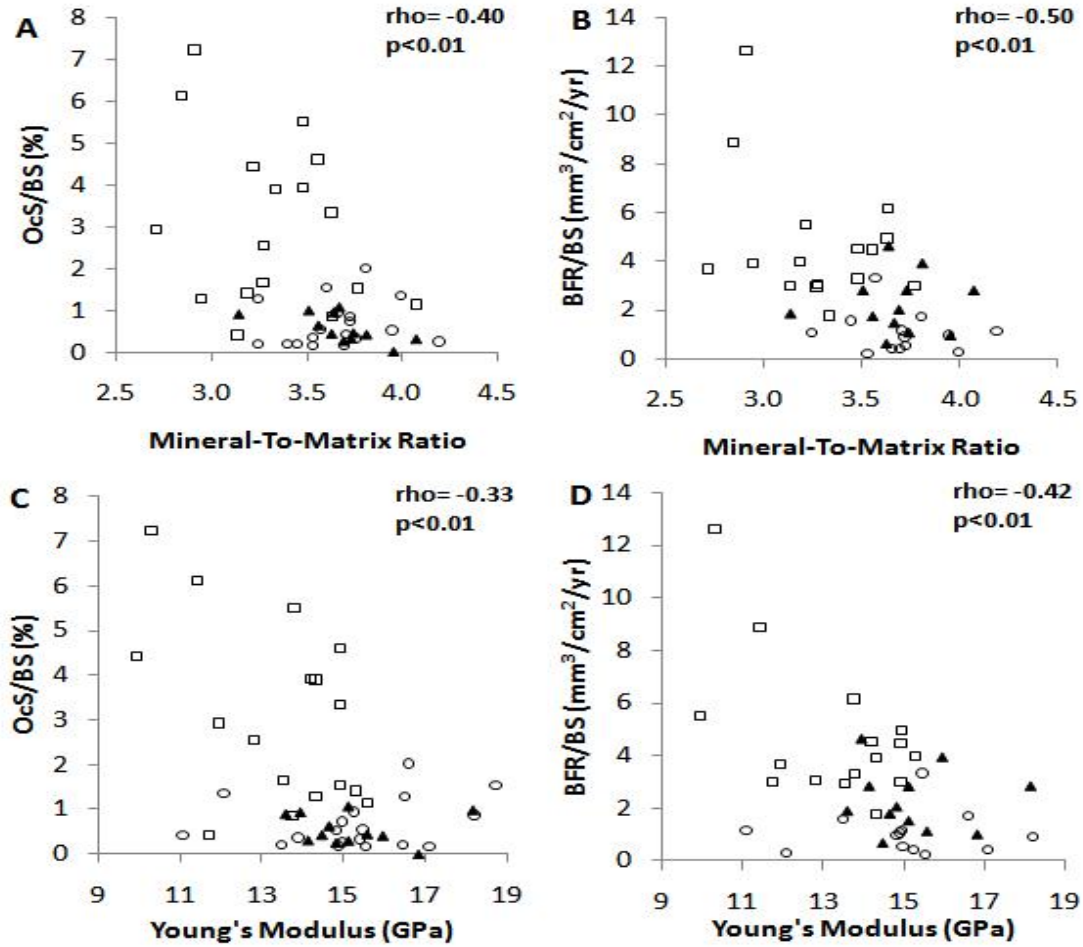 A
rho= -0.40
p<0.01
8
7
6
5
4
3
2
1
0
OcS/BS (%)
2.5 3.0 3.5 4.0 4.5
Mineral-To-Matrix Ratio
B
rho= -0.50
p<0.01
14
12
10
8
6
4
2
0
BFR/BS (mm³/cm²/yr)
2.5 3.0 3.5 4.0 4.5
Mineral-To-Matrix Ratio
C
rho= -0.33
p<0.01
8
7
6
5
4
3
2
1
0
OcS/BS (%)
9 11 13 15 17 19
Young's Modulus (GPa)
D
rho= -0.42
p<0.01
14
12
10
8
6
4
2
0
BFR/BS (mm³/cm²/yr)
9 11 13 15 17 19
Young's Modulus (GPa)